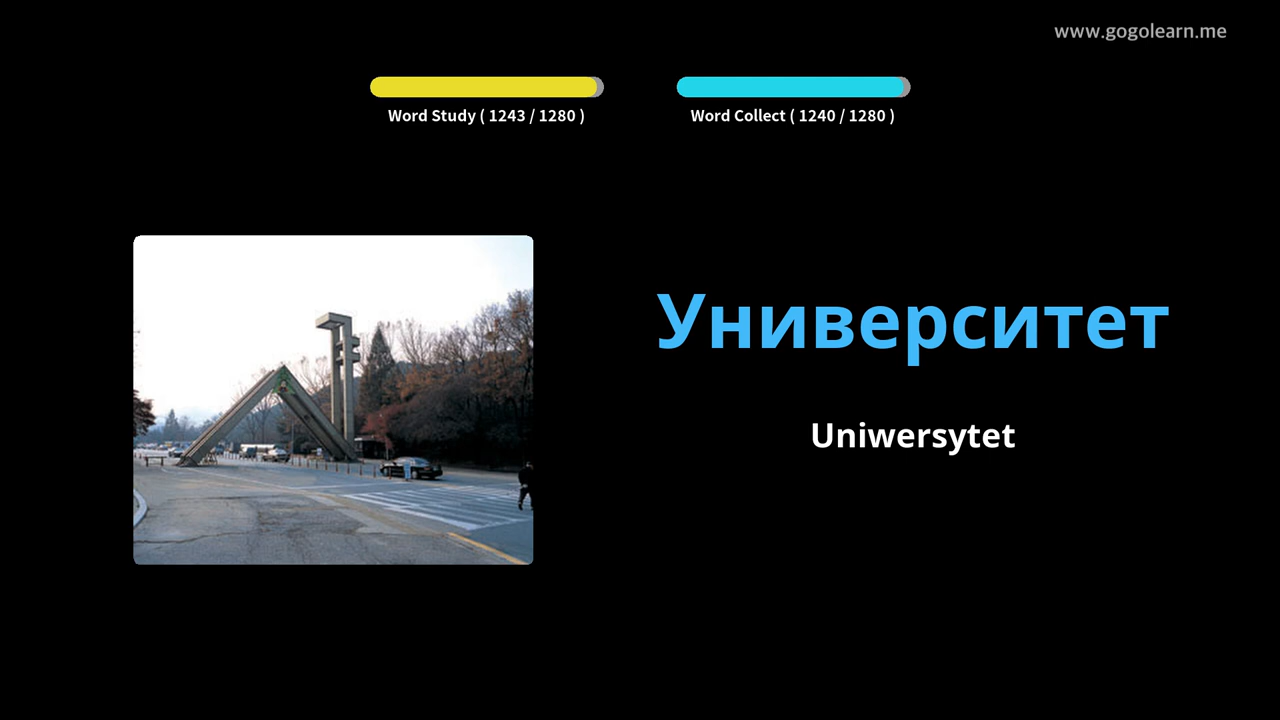 www.gogolearn.me
Word Study ( 1243 / 1280 )
Word Collect ( 1240 / 1280 )
Университет
Uniwersytet